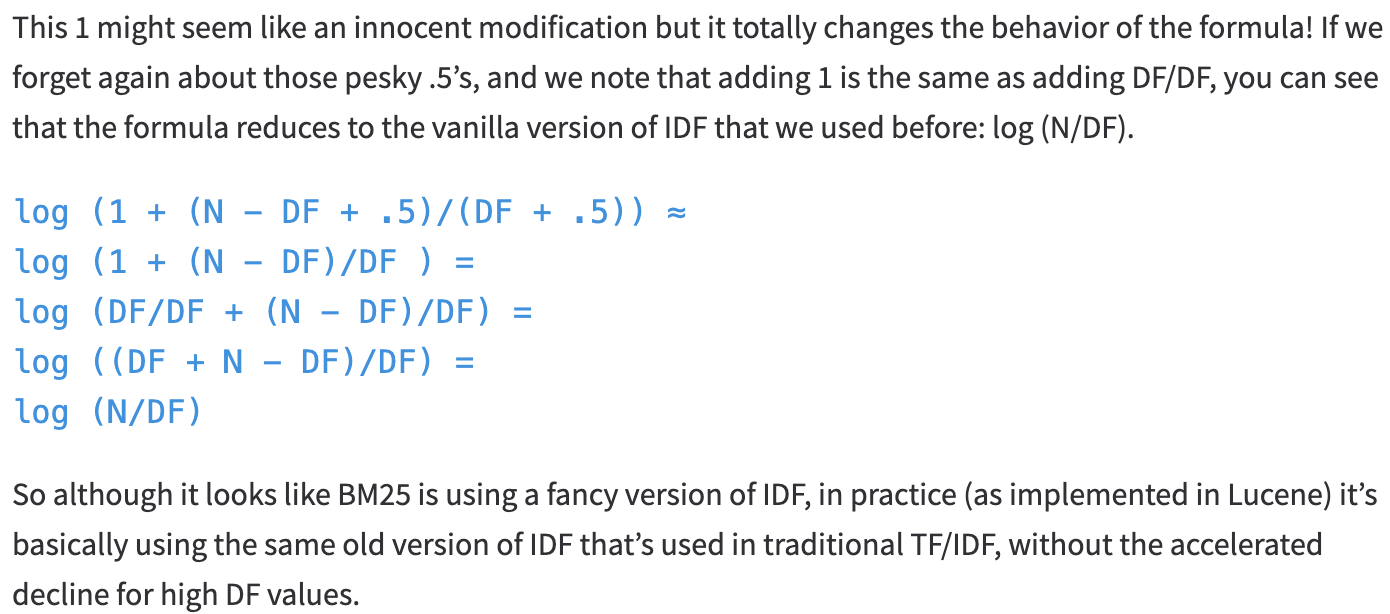 This 1 might seem like an innocent modification but it totally changes the behavior of the formula! If we
forget again about those pesky .5’s, and we note that adding 1 is the same as adding DF/DF, you can see
that the formula reduces to the vanilla version of IDF that we used before: log (N/DF).
log (1 + (N − DF + .5)/(DF + .5)) ≈
log (1 + (N − DF)/DF ) =
log (DF/DF + (N − DF)/DF) =
log ((DF + N − DF)/DF) =
log (N/DF)
So although it looks like BM25 is using a fancy version of IDF, in practice (as implemented in Lucene) it’s
basically using the same old version of IDF that’s used in traditional TF/IDF, without the accelerated
decline for high DF values.